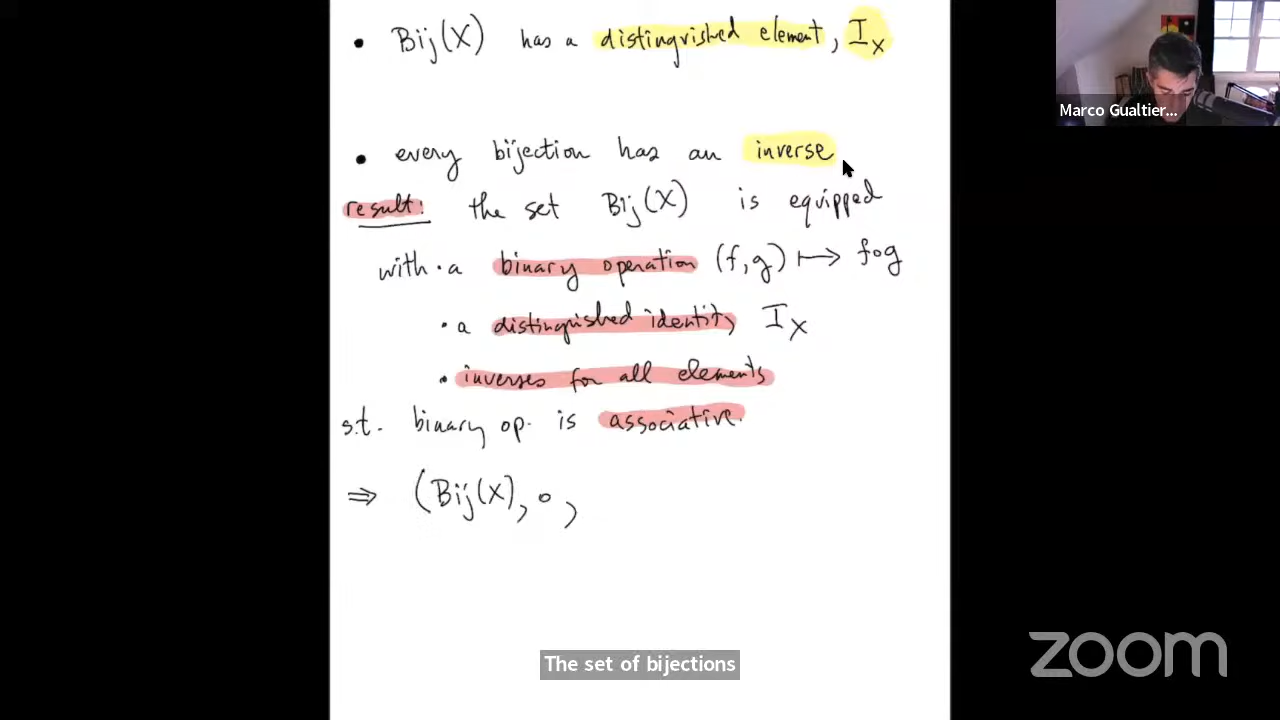 • Bij(X) has a distinguished element, I_X
Marco Gualtier...
• every bijection has an inverse
result: the set Bij(X) is equipped
with • a binary operation (f,g) ↦ f∘g
• a distinguished identity I_X
• inverses for all elements
s.t. binary op. is associative.
⇒ (Bij(X), ∘,
The set of bijections
zoom